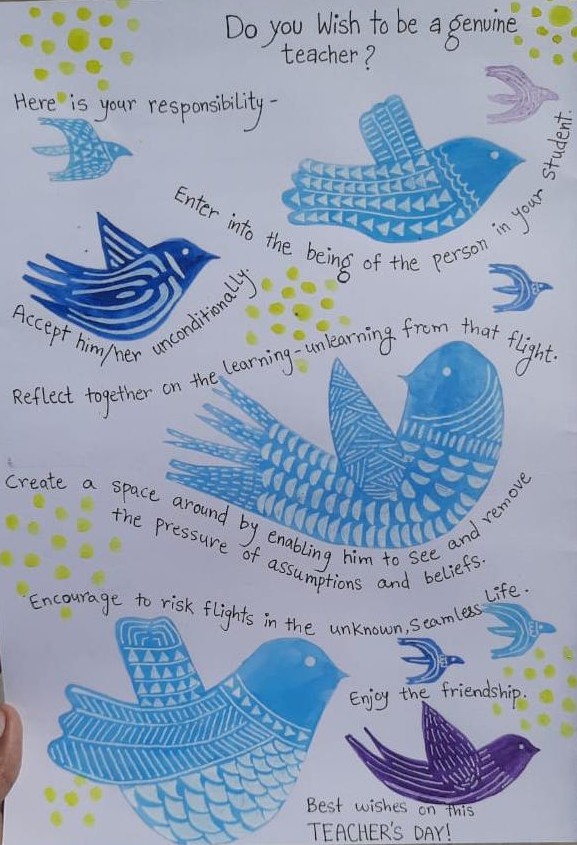 Do you Wish to be a genuine
teacher?
Here is your responsibility-
Enter into the being of the person in your student.
Accept him/her unconditionally.
Reflect together on the learning-unlearning from that flight.
Create a space around by enabling him to see and remove
the pressure of assumptions and beliefs.
Encourage to risk flights in the unknown, Seamless Life.
Enjoy the friendship.
Best wishes on this
TEACHER'S DAY!